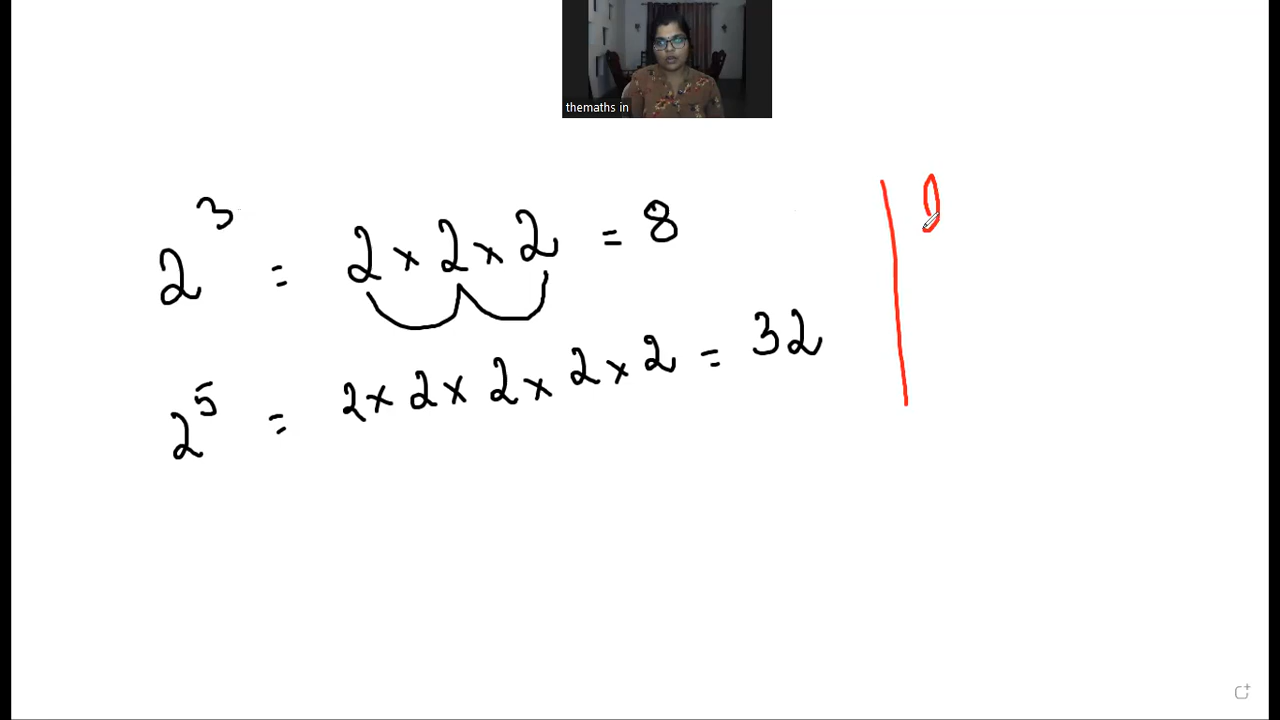 themaths in
2³ = 2 × 2 × 2 = 8
2⁵ = 2 × 2 × 2 × 2 × 2 = 32